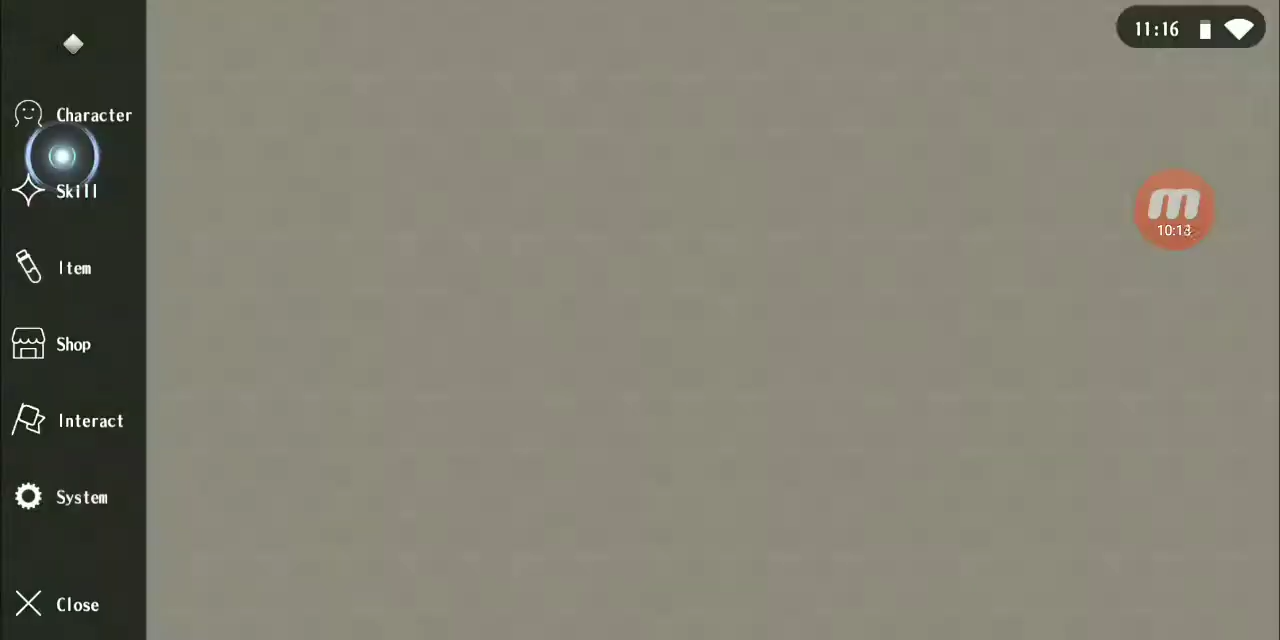 11:16
Character
Skill
m
10:13
Item
Shop
Interact
System
Close